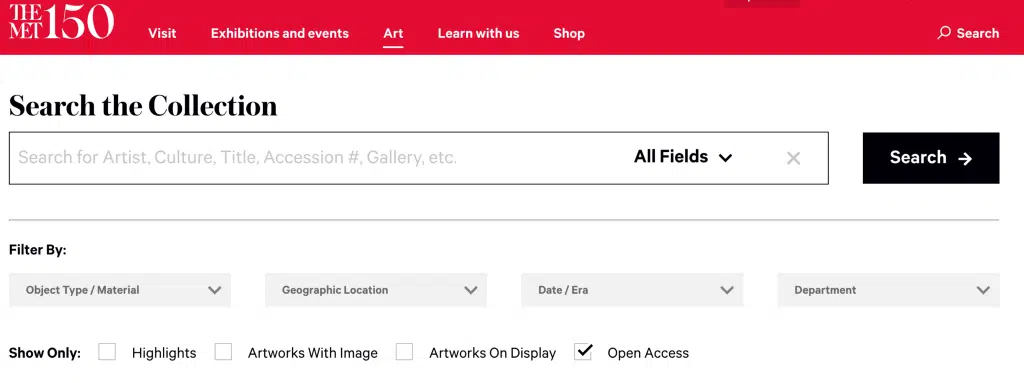 THE MET 150
Visit Exhibitions and events Art Learn with us Shop Search
Search the Collection
Search for Artist, Culture, Title, Accession #, Gallery, etc. All Fields Search
Filter By:
Object Type / Material Geographic Location Date / Era Department
Show Only: Highlights Artworks With Image Artworks On Display Open Access